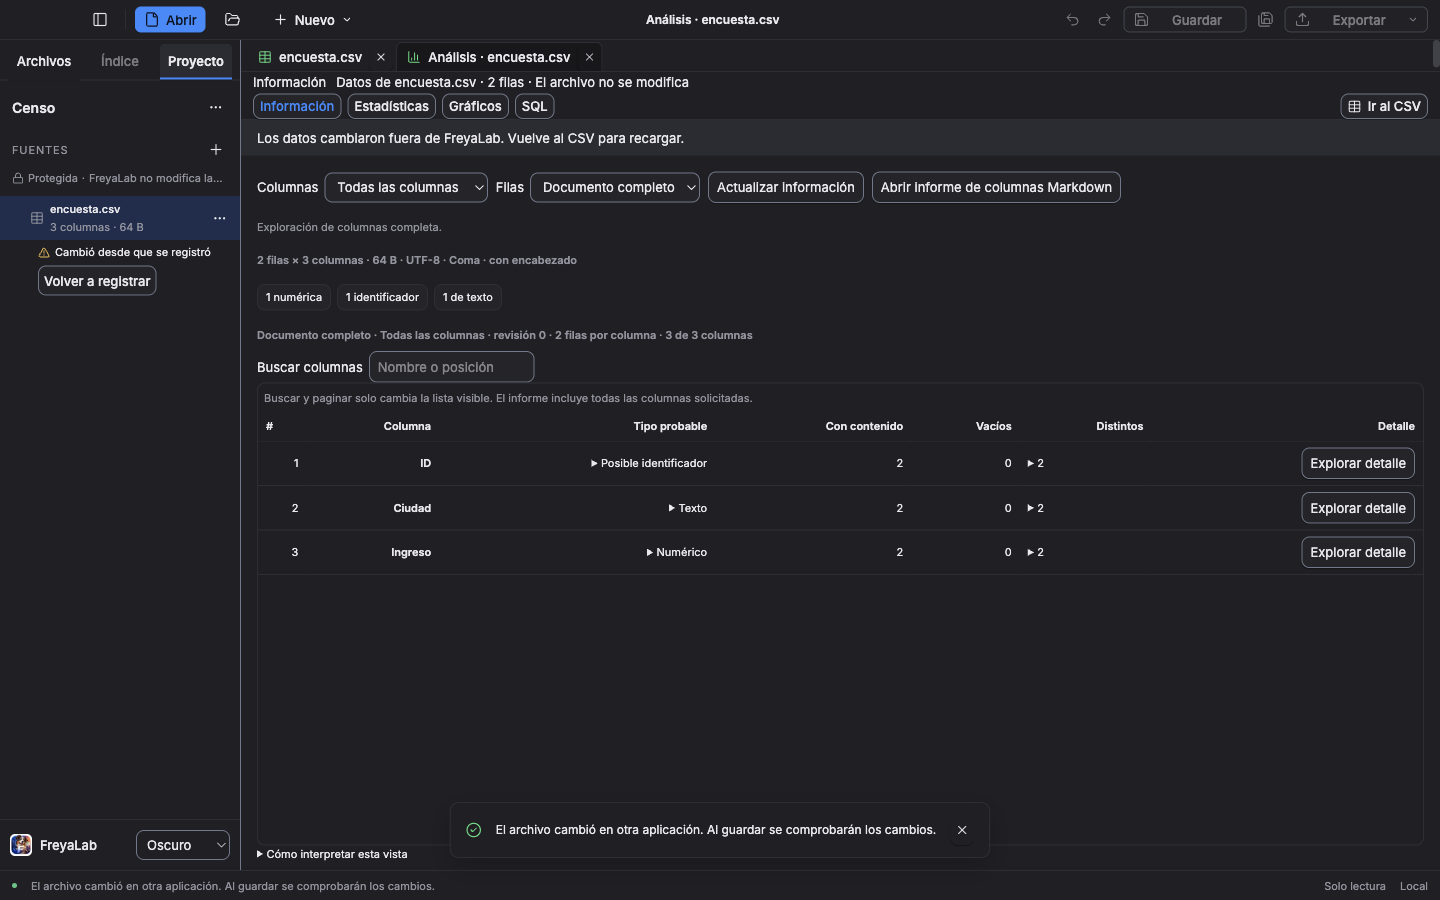 Abrir
Nuevo
Análisis · encuesta.csv
Guardar
Exportar
Archivos
Índice
Proyecto
encuesta.csv
Análisis · encuesta.csv
Información Datos de encuesta.csv · 2 filas · El archivo no se modifica
Información
Estadísticas
Gráficos
SQL
Ir al CSV
Censo
Los datos cambiaron fuera de FreyaLab. Vuelve al CSV para recargar.
FUENTES
Protegida · FreyaLab no modifica la...
encuesta.csv
3 columnas · 64 B
Cambió desde que se registró
Volver a registrar
Columnas Todas las columnas Filas Documento completo Actualizar información Abrir informe de columnas Markdown
Exploración de columnas completa.
2 filas × 3 columnas · 64 B · UTF-8 · Coma · con encabezado
1 numérica 1 identificador 1 de texto
Documento completo · Todas las columnas · revisión 0 · 2 filas por columna · 3 de 3 columnas
Buscar columnas Nombre o posición
Buscar y paginar solo cambia la lista visible. El informe incluye todas las columnas solicitadas.
# Columna Tipo probable Con contenido Vacíos Distintos Detalle
1 ID Posible identificador 2 0 2 Explorar detalle
2 Ciudad Texto 2 0 2 Explorar detalle
3 Ingreso Numérico 2 0 2 Explorar detalle
El archivo cambió en otra aplicación. Al guardar se comprobarán los cambios.
Cómo interpretar esta vista
FreyaLab
Oscuro
El archivo cambió en otra aplicación. Al guardar se comprobarán los cambios.
Solo lectura Local